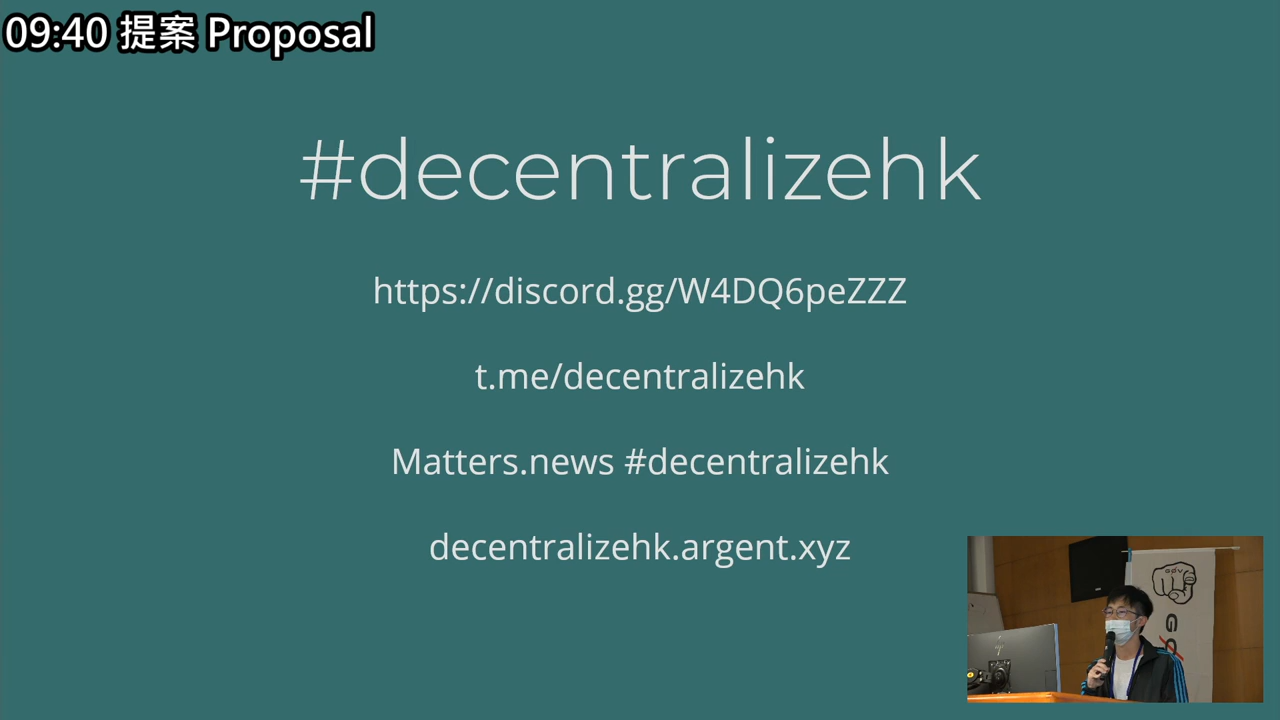 09:40 提案 Proposal
#decentralizehk
https://discord.gg/W4DQ6peZZZ
t.me/decentralizehk
Matters.news #decentralizehk
decentralizehk.argent.xyz